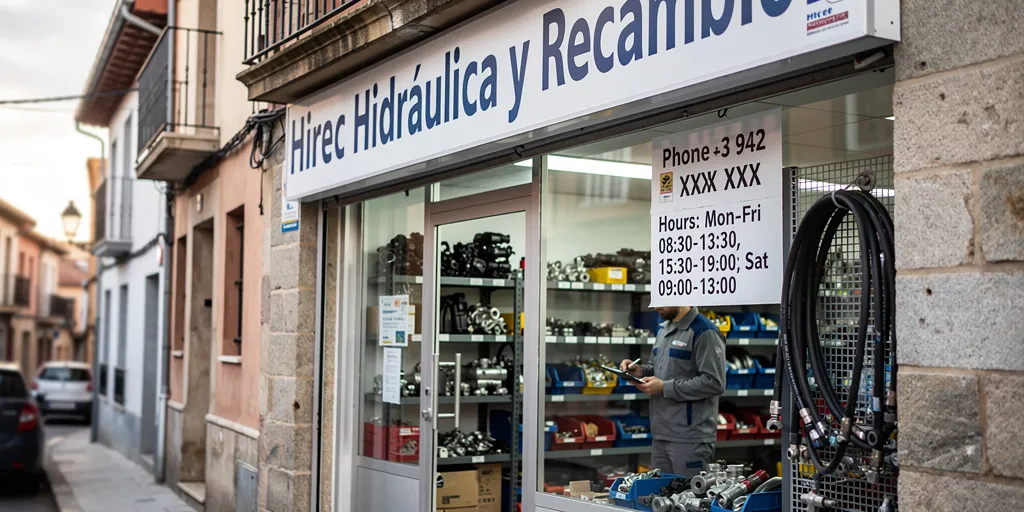 Hirec Hidráulica y Recambio
Phone +3 942
XXX XXX
Hours: Mon-Fri
08:30-13:30,
15:30-19:00; Sat
09:00-13:00